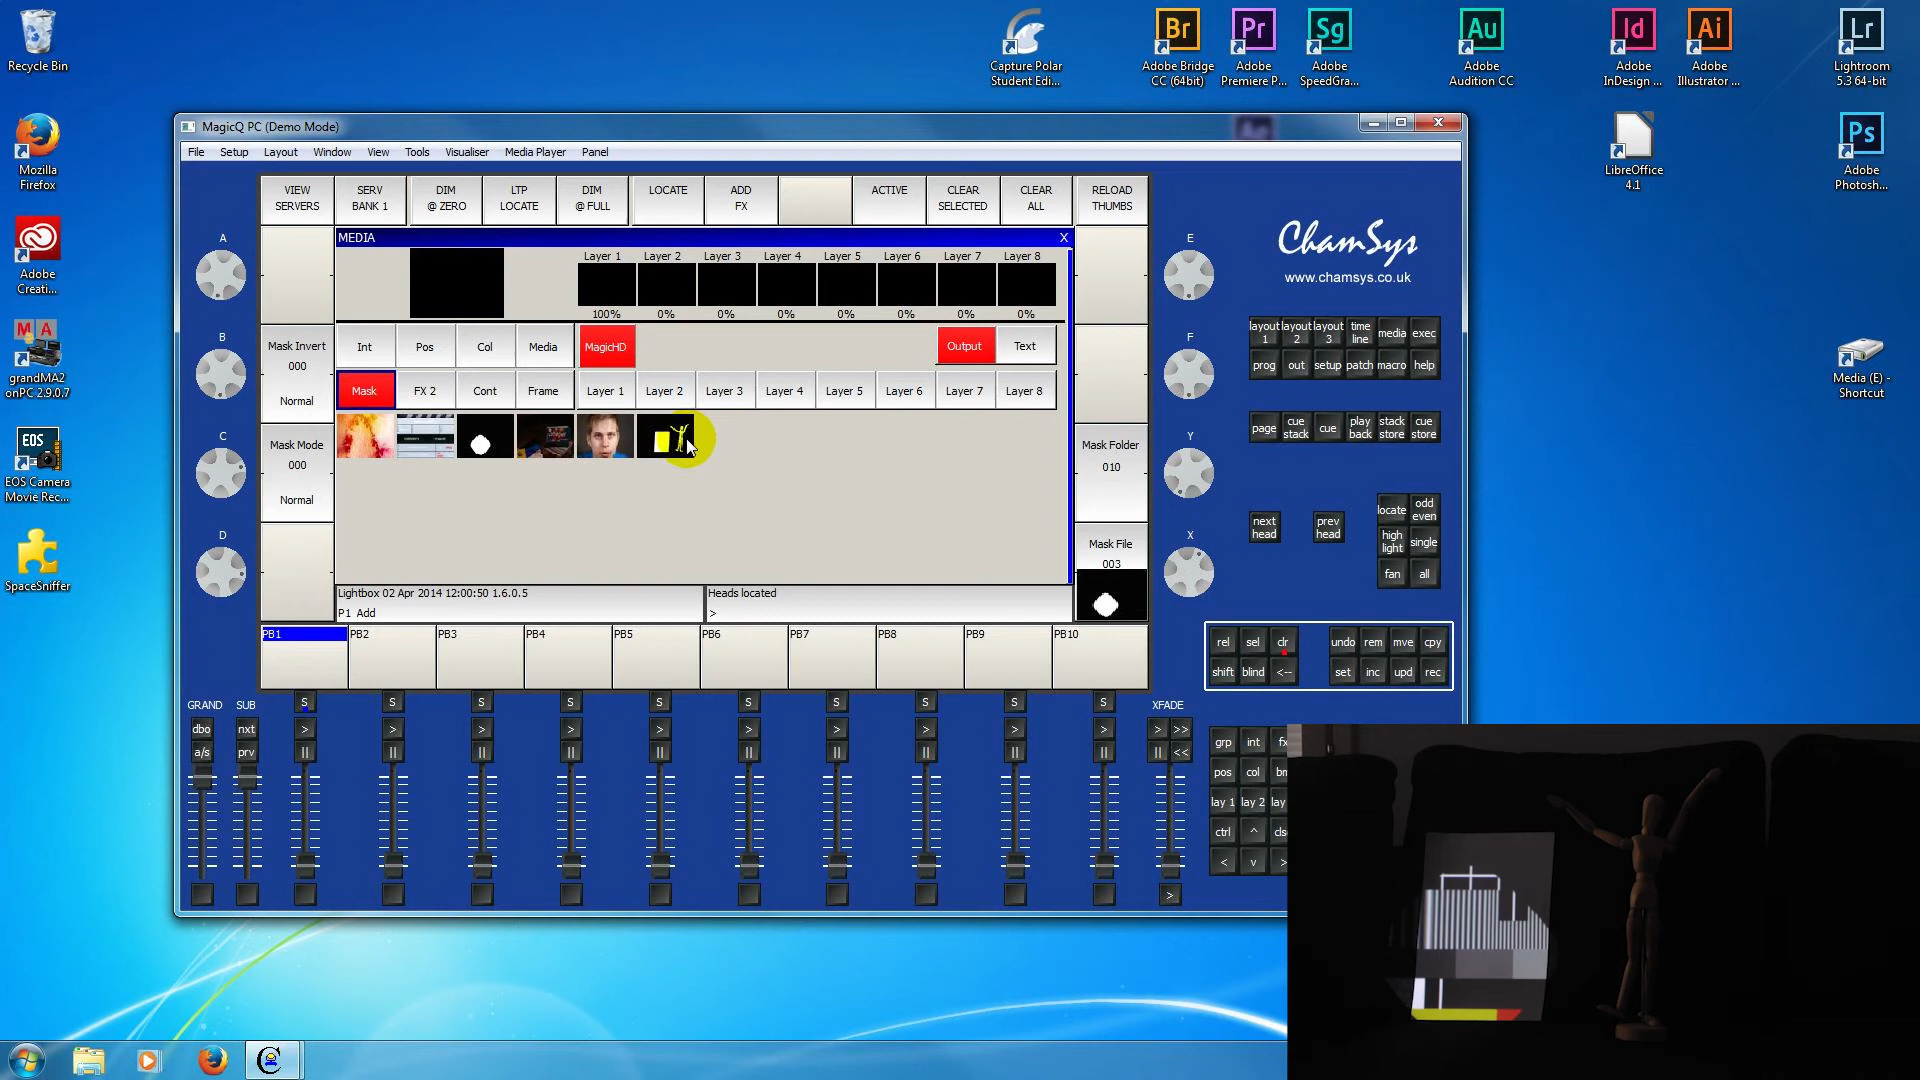 Recycle Bin
Mozilla
Firefox
Adobe
Creati...
grandMA2
onPC 2.9.0.7
EOS
EOS Camera
Movie Rec...
SpaceSniffer
Capture Polar
Student Edi...
Br
Adobe Bridge
CC (64bit)
Pr
Adobe
Premiere P...
Sg
Adobe
SpeedGra...
Au
Adobe
Audition CC
Id
Adobe
InDesign ...
Ai
Adobe
Illustrator ...
Lr
Lightroom
5.3 64-bit
LibreOffice
4.1
Ps
Adobe
Photosh...
Media (E) -
Shortcut
MagicQ PC (Demo Mode)
File Setup Layout Window View Tools Visualiser Media Player Panel
VIEW SERVERS
SERV BANK 1
DIM @ ZERO
LTP LOCATE
DIM @ FULL
LOCATE
ADD FX
ACTIVE
CLEAR SELECTED
CLEAR ALL
RELOAD THUMBS
MEDIA X
Layer 1 Layer 2 Layer 3 Layer 4 Layer 5 Layer 6 Layer 7 Layer 8
100% 0% 0% 0% 0% 0% 0% 0%
Int Pos Col Media MagicHD Output Text
Mask FX 2 Cont Frame Layer 1 Layer 2 Layer 3 Layer 4 Layer 5 Layer 6 Layer 7 Layer 8
A
B
C
D
Mask Invert
000
Normal
Mask Mode
000
Normal
Mask Folder
010
Mask File
003
E
F
Y
X
Lightbox 02 Apr 2014 12:00:50 1.6.0.5
P1 Add
Heads located
>
PB1 PB2 PB3 PB4 PB5 PB6 PB7 PB8 PB9 PB10
GRAND SUB
S S S S S S S S S S
XFADE
dbo nxt > > > > > > > > > > > >>
a/s prv || || || || || || || || || || || <<
>
ChamSys
www.chamsys.co.uk
layout 1 layout 2 layout 3 time line media exec
prog out setup patch macro help
page cue stack cue play back stack store cue store
next head prev head
locate odd even
high light single
fan all
rel sel clr undo rem mve cpy
shift blind <-- set inc upd rec
grp int fx
pos col
lay 1 lay 2 lay
ctrl ^
< v >